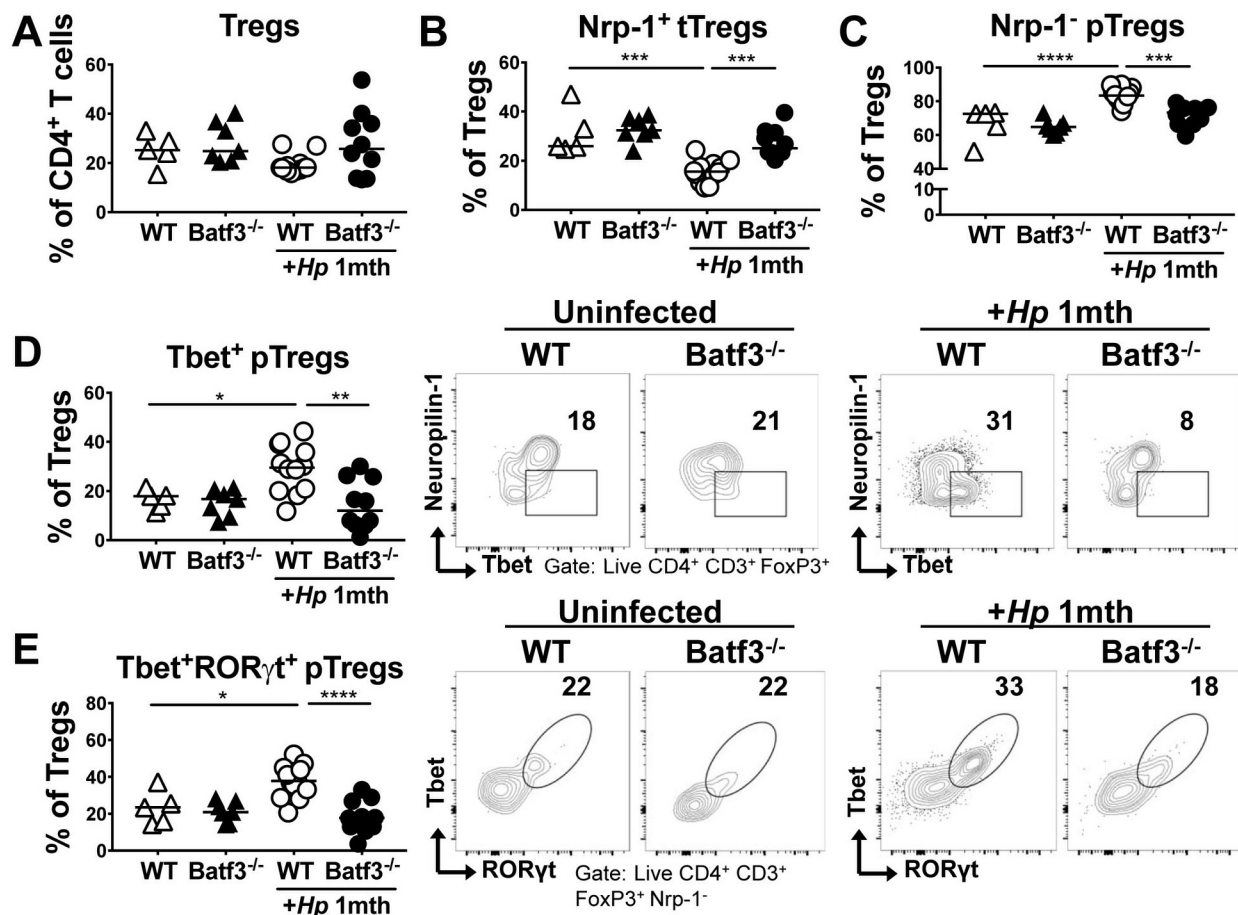 A
Tregs
% of CD4⁺ T cells
60
40
20
0
WT Batf3⁻/⁻ WT Batf3⁻/⁻
+Hp 1mth
B
Nrp-1⁺ tTregs
% of Tregs
*** ***
60
40
20
0
WT Batf3⁻/⁻ WT Batf3⁻/⁻
+Hp 1mth
C
Nrp-1⁻ pTregs
% of Tregs
**** ***
100
80
60
10
0
WT Batf3⁻/⁻ WT Batf3⁻/⁻
+Hp 1mth
D
Tbet⁺ pTregs
% of Tregs
* **
60
40
20
0
WT Batf3⁻/⁻ WT Batf3⁻/⁻
+Hp 1mth
Uninfected
WT Batf3⁻/⁻
Neuropilin-1
18 21
Tbet Gate: Live CD4⁺ CD3⁺ FoxP3⁺
+Hp 1mth
WT Batf3⁻/⁻
Neuropilin-1
31 8
Tbet
E
Tbet⁺RORγt⁺ pTregs
% of Tregs
* ****
80
60
40
20
0
WT Batf3⁻/⁻ WT Batf3⁻/⁻
+Hp 1mth
Uninfected
WT Batf3⁻/⁻
Tbet
22 22
RORγt Gate: Live CD4⁺ CD3⁺
FoxP3⁺ Nrp-1⁻
+Hp 1mth
WT Batf3⁻/⁻
Tbet
33 18
RORγt